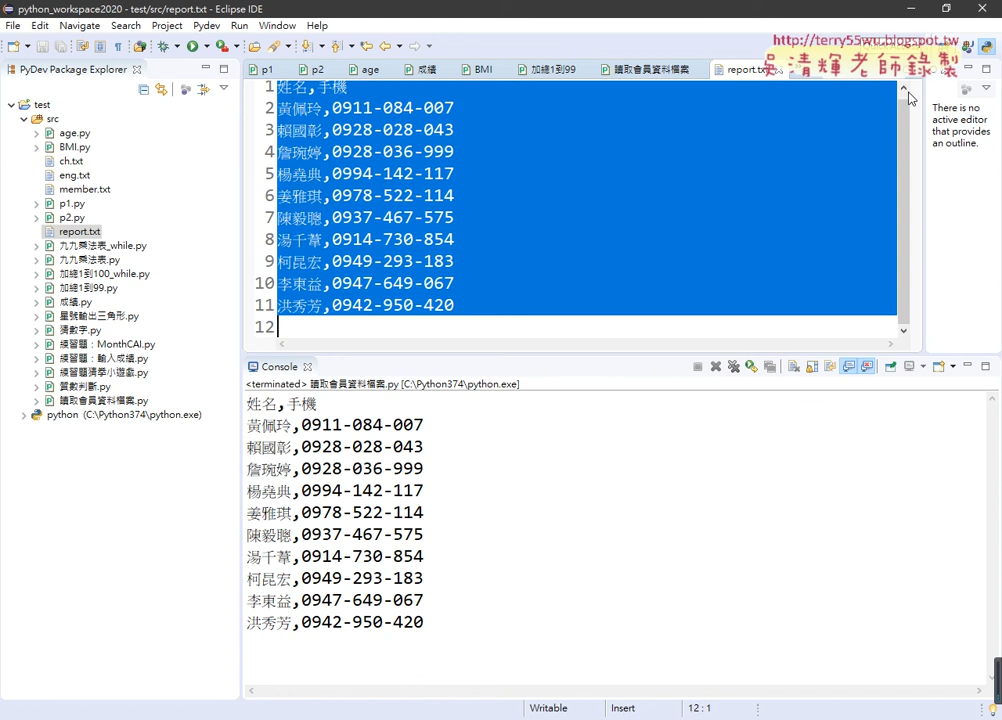 python_workspace2020 - test/src/report.txt - Eclipse IDE
File Edit Navigate Search Project Pydev Run Window Help
http://terry55wu.blogspot.tw
吳清輝老師錄製
PyDev Package Explorer
p1 p2 age 成績 BMI 加總1到99 讀取會員資料檔案 report.txt
test
src
age.py
BMI.py
ch.txt
eng.txt
member.txt
p1.py
p2.py
report.txt
九九乘法表_while.py
九九乘法表.py
加總1到100_while.py
加總1到99.py
成績.py
星號輸出三角形.py
猜數字.py
練習題：MonthCAI.py
練習題：輸入成績.py
練習題猜學小遊戲.py
質數判斷.py
讀取會員資料檔案.py
python (C:\Python374\python.exe)
1 姓名,手機
2 黃佩玲,0911-084-007
3 賴國彰,0928-028-043
4 詹琬婷,0928-036-999
5 楊堯典,0994-142-117
6 姜雅琪,0978-522-114
7 陳毅聰,0937-467-575
8 湯千葦,0914-730-854
9 柯昆宏,0949-293-183
10 李東益,0947-649-067
11 洪秀芳,0942-950-420
12
There is no active editor that provides an outline.
Console
<terminated> 讀取會員資料檔案.py [C:\Python374\python.exe]
姓名,手機
黃佩玲,0911-084-007
賴國彰,0928-028-043
詹琬婷,0928-036-999
楊堯典,0994-142-117
姜雅琪,0978-522-114
陳毅聰,0937-467-575
湯千葦,0914-730-854
柯昆宏,0949-293-183
李東益,0947-649-067
洪秀芳,0942-950-420
Writable Insert 12 : 1